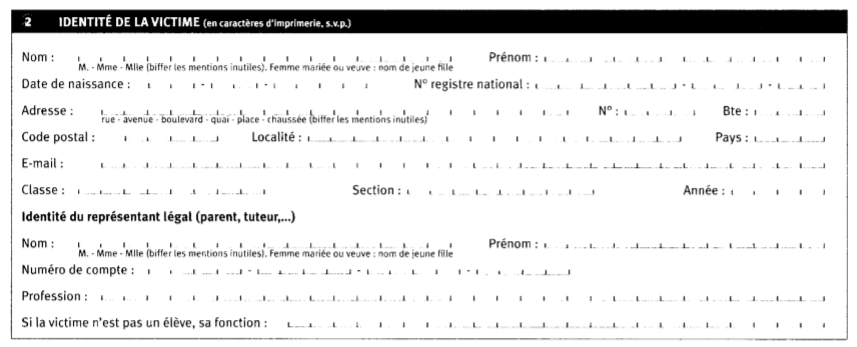 2 IDENTITÉ DE LA VICTIME (en caractères d'imprimerie, s.v.p.)
Nom : Prénom :
M. - Mme - Mlle (biffer les mentions inutiles). Femme mariée ou veuve : nom de jeune fille
Date de naissance : - - N° registre national : - -
Adresse : N° : Bte :
rue - avenue - boulevard - quai - place - chaussée (biffer les mentions inutiles)
Code postal : Localité : Pays :
E-mail :
Classe : Section : Année :
Identité du représentant légal (parent, tuteur,...)
Nom : Prénom :
M. - Mme - Mlle (biffer les mentions inutiles). Femme mariée ou veuve : nom de jeune fille
Numéro de compte : - -
Profession :
Si la victime n'est pas un élève, sa fonction :